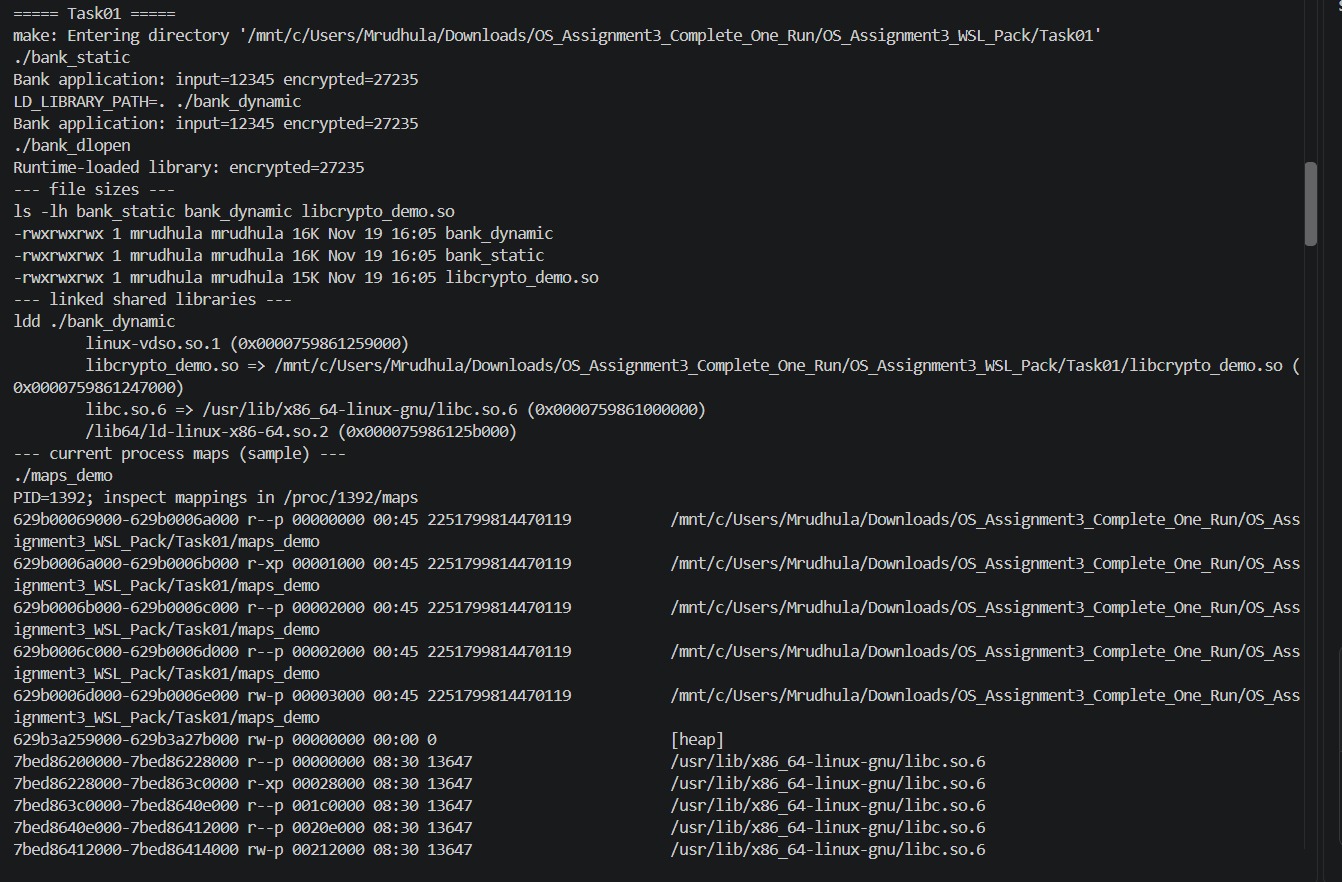 ===== Task01 =====
make: Entering directory '/mnt/c/Users/Mrudhula/Downloads/OS_Assignment3_Complete_One_Run/OS_Assignment3_WSL_Pack/Task01'
./bank_static
Bank application: input=12345 encrypted=27235
LD_LIBRARY_PATH=. ./bank_dynamic
Bank application: input=12345 encrypted=27235
./bank_dlopen
Runtime-loaded library: encrypted=27235
--- file sizes ---
ls -lh bank_static bank_dynamic libcrypto_demo.so
-rwxrwxrwx 1 mrudhula mrudhula 16K Nov 19 16:05 bank_dynamic
-rwxrwxrwx 1 mrudhula mrudhula 16K Nov 19 16:05 bank_static
-rwxrwxrwx 1 mrudhula mrudhula 15K Nov 19 16:05 libcrypto_demo.so
--- linked shared libraries ---
ldd ./bank_dynamic
        linux-vdso.so.1 (0x0000759861259000)
        libcrypto_demo.so => /mnt/c/Users/Mrudhula/Downloads/OS_Assignment3_Complete_One_Run/OS_Assignment3_WSL_Pack/Task01/libcrypto_demo.so (
0x0000759861247000)
        libc.so.6 => /usr/lib/x86_64-linux-gnu/libc.so.6 (0x0000759861000000)
        /lib64/ld-linux-x86-64.so.2 (0x000075986125b000)
--- current process maps (sample) ---
./maps_demo
PID=1392; inspect mappings in /proc/1392/maps
629b00069000-629b0006a000 r--p 00000000 00:45 2251799814470119           /mnt/c/Users/Mrudhula/Downloads/OS_Assignment3_Complete_One_Run/OS_Ass
ignment3_WSL_Pack/Task01/maps_demo
629b0006a000-629b0006b000 r-xp 00001000 00:45 2251799814470119           /mnt/c/Users/Mrudhula/Downloads/OS_Assignment3_Complete_One_Run/OS_Ass
ignment3_WSL_Pack/Task01/maps_demo
629b0006b000-629b0006c000 r--p 00002000 00:45 2251799814470119           /mnt/c/Users/Mrudhula/Downloads/OS_Assignment3_Complete_One_Run/OS_Ass
ignment3_WSL_Pack/Task01/maps_demo
629b0006c000-629b0006d000 r--p 00002000 00:45 2251799814470119           /mnt/c/Users/Mrudhula/Downloads/OS_Assignment3_Complete_One_Run/OS_Ass
ignment3_WSL_Pack/Task01/maps_demo
629b0006d000-629b0006e000 rw-p 00003000 00:45 2251799814470119           /mnt/c/Users/Mrudhula/Downloads/OS_Assignment3_Complete_One_Run/OS_Ass
ignment3_WSL_Pack/Task01/maps_demo
629b3a259000-629b3a27b000 rw-p 00000000 00:00 0                          [heap]
7bed86200000-7bed86228000 r--p 00000000 08:30 13647                      /usr/lib/x86_64-linux-gnu/libc.so.6
7bed86228000-7bed863c0000 r-xp 00028000 08:30 13647                      /usr/lib/x86_64-linux-gnu/libc.so.6
7bed863c0000-7bed8640e000 r--p 001c0000 08:30 13647                      /usr/lib/x86_64-linux-gnu/libc.so.6
7bed8640e000-7bed86412000 r--p 0020e000 08:30 13647                      /usr/lib/x86_64-linux-gnu/libc.so.6
7bed86412000-7bed86414000 rw-p 00212000 08:30 13647                      /usr/lib/x86_64-linux-gnu/libc.so.6